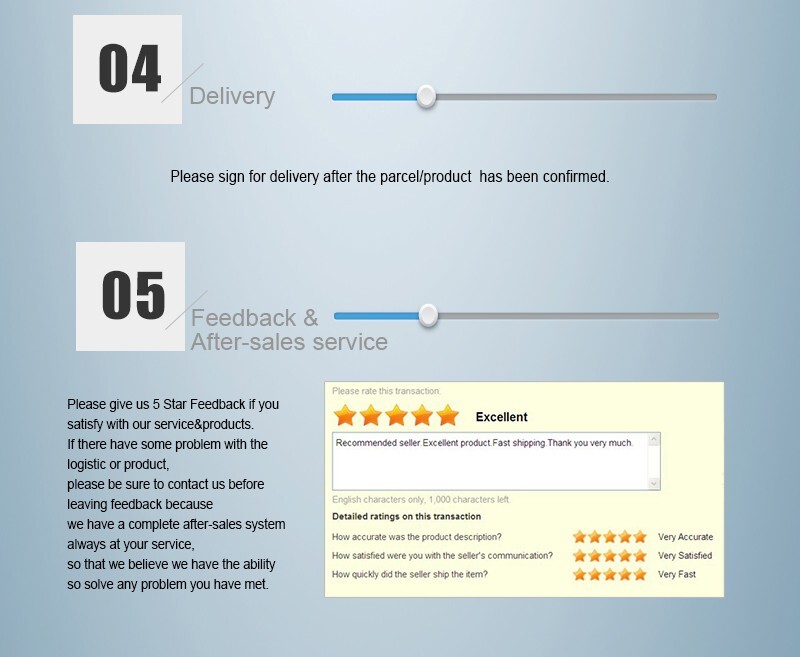 04
Delivery
Please sign for delivery after the parcel/product has been confirmed.
05
Feedback &
After-sales service
Please give us 5 Star Feedback if you
satisfy with our service&products.
If there have some problem with the
logistic or product,
please be sure to contact us before
leaving feedback because
we have a complete after-sales system
always at your service,
so that we believe we have the ability
so solve any problem you have met.
Please rate this transaction.
Excellent
Recommended seller.Excellent product.Fast shipping.Thank you very much.
English characters only, 1,000 characters left.
Detailed ratings on this transaction
How accurate was the product description? Very Accurate
How satisfied were you with the seller's communication? Very Satisfied
How quickly did the seller ship the item? Very Fast